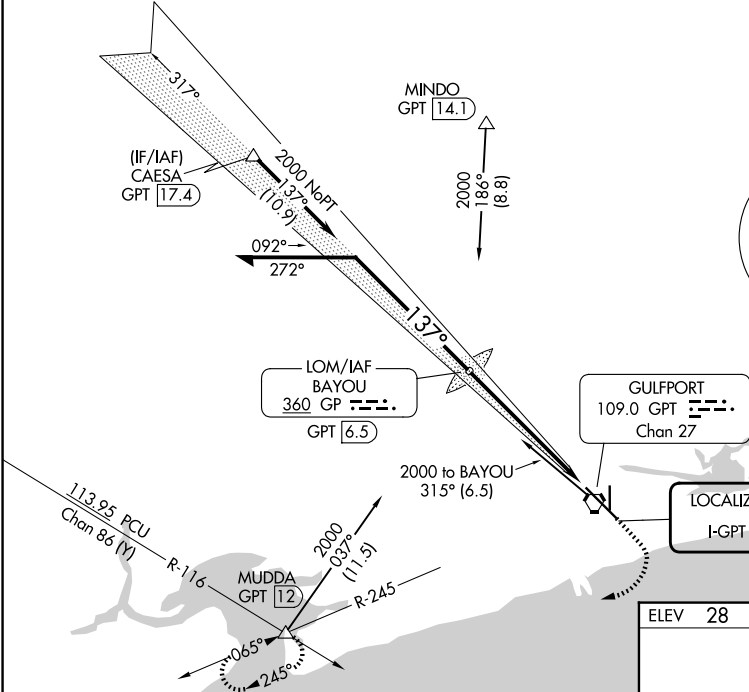 317°
MINDO
GPT 14.1
(IF/IAF)
CAESA
GPT 17.4
2000 NoPT
137°
(10.9)
2000
186°
(8.8)
092°
272°
137°
LOM/IAF
BAYOU
360 GP
GPT 6.5
GULFPORT
109.0 GPT
Chan 27
2000 to BAYOU
315° (6.5)
LOCALIZ
I-GPT
113.95 PCU
Chan 86 (Y)
R-116
2000
037°
(11.5)
MUDDA
GPT 12
R-245
065°
245°
ELEV 28